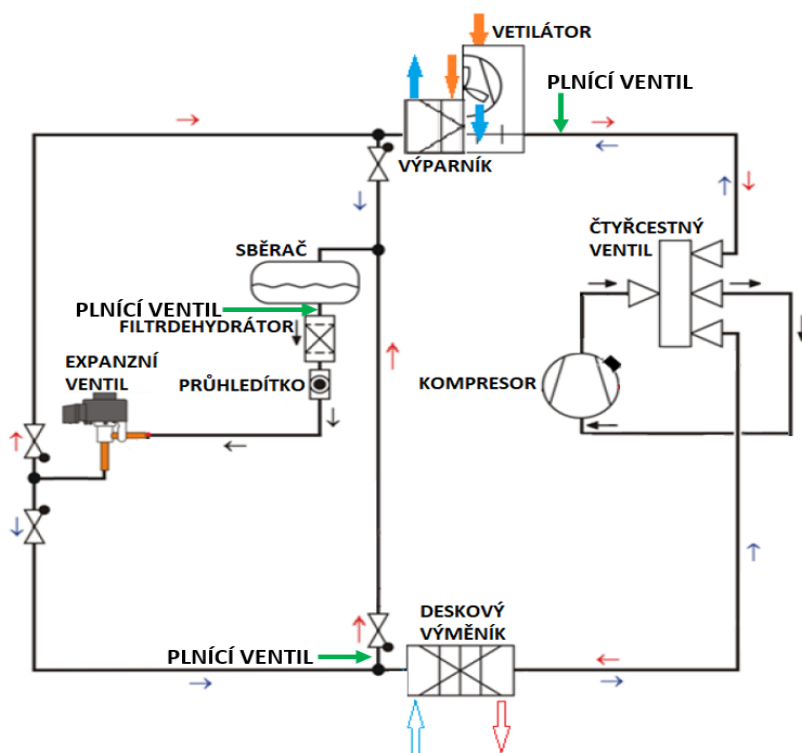 VETILÁTOR
PLNÍCÍ VENTIL
VÝPARNÍK
ČTYŘCESTNÝ
VENTIL
SBĚRAČ
PLNÍCÍ VENTIL
FILTRDEHYDRÁTOR
EXPANZNÍ
VENTIL
PRŮHLEDÍTKO
KOMPRESOR
DESKOVÝ
VÝMĚNÍK
PLNÍCÍ VENTIL